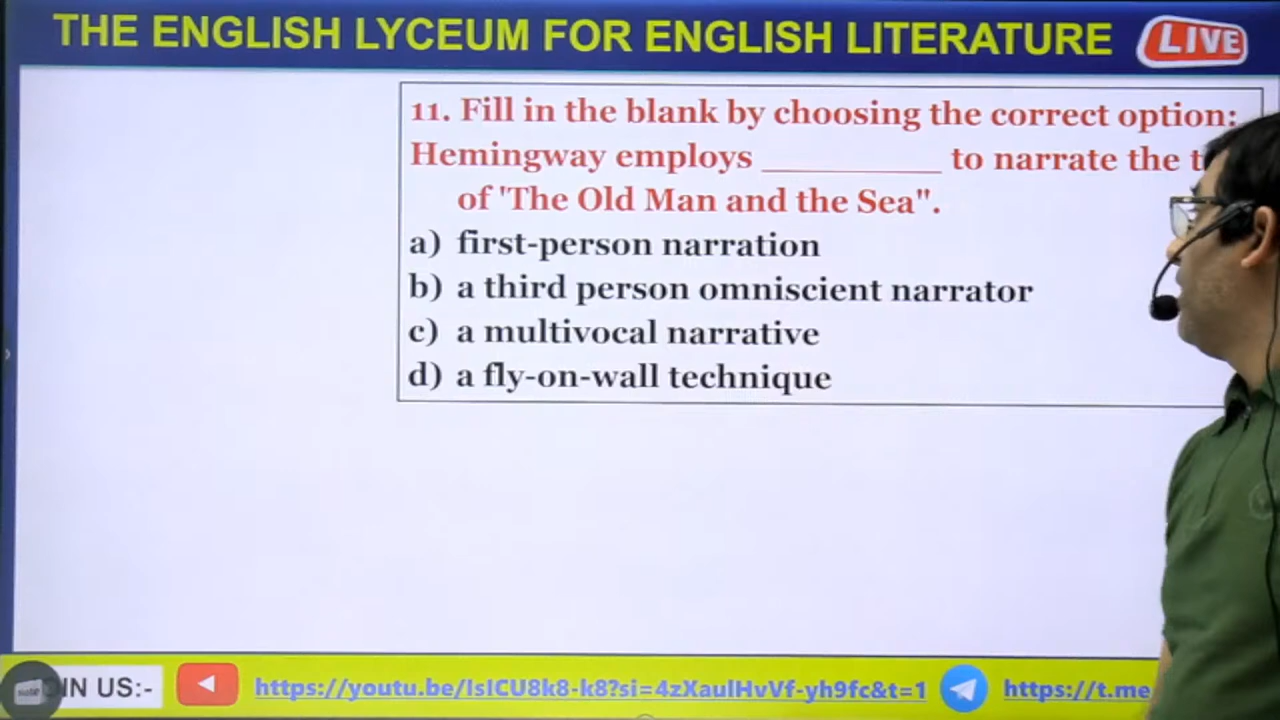 THE ENGLISH LYCEUM FOR ENGLISH LITERATURE LIVE
11. Fill in the blank by choosing the correct option:
Hemingway employs __________ to narrate the
of 'The Old Man and the Sea".
a) first-person narration
b) a third person omniscient narrator
c) a multivocal narrative
d) a fly-on-wall technique
IN US:- https://youtu.be/IsICU8k8-k8?si=4zXauIHvVf-yh9fc&t=1 https://t.me